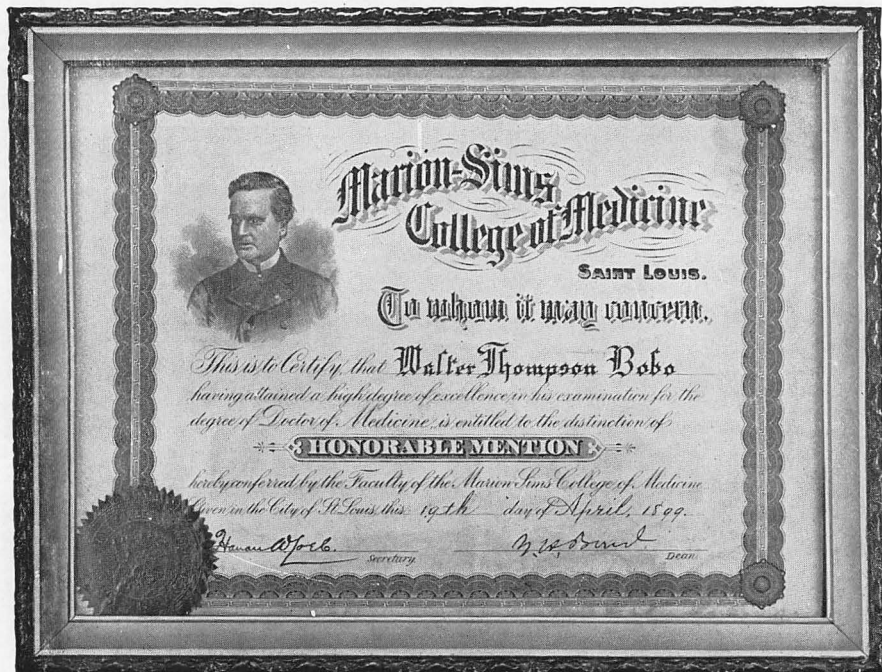 Marion-Sims
College of Medicine
SAINT LOUIS.
To whom it may concern.
This is to Certify, that Walter Thompson Bobo
having attained a high degree of excellence in his examination for the
degree of Doctor of Medicine, is entitled to the distinction of
HONORABLE MENTION
hereby conferred by the Faculty of the Marion Sims College of Medicine
Given in the City of St. Louis, this 19th day of April, 1899.
Secretary. Dean.